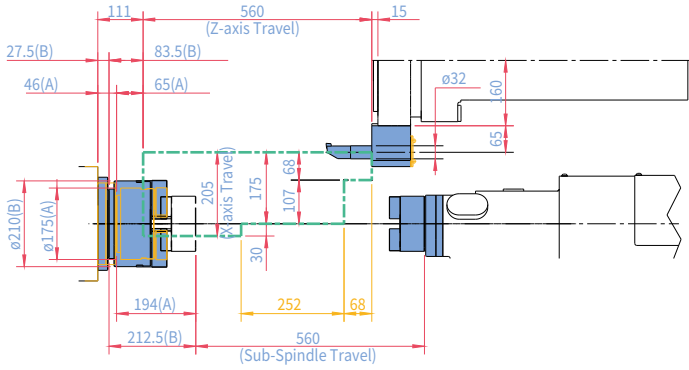 111
560
15
(Z-axis Travel)
27.5(B)
83.5(B)
46(A)
65(A)
ø32
160
65
68
205
(X-axis Travel)
175
107
30
ø210(B)
ø175(A)
194(A)
252
68
212.5(B)
560
(Sub-Spindle Travel)